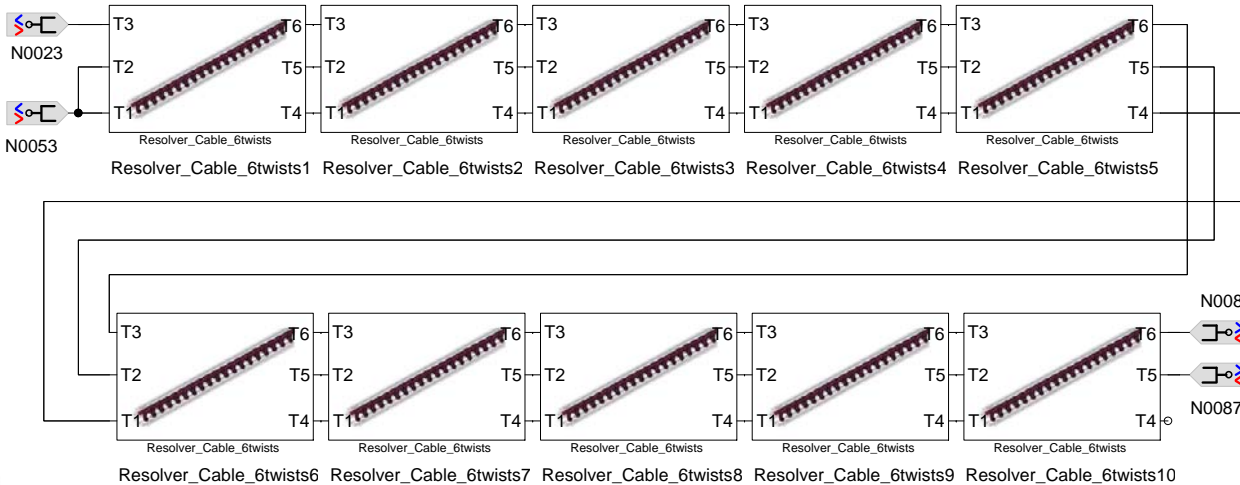 T3 T6 T3 T6 T3 T6 T3 T6 T3 T6
N0023
T2 T5 T2 T5 T2 T5 T2 T5 T2 T5
T1 T4 T1 T4 T1 T4 T1 T4 T1 T4
N0053
Resolver_Cable_6twists Resolver_Cable_6twists Resolver_Cable_6twists Resolver_Cable_6twists Resolver_Cable_6twists
Resolver_Cable_6twists1 Resolver_Cable_6twists2 Resolver_Cable_6twists3 Resolver_Cable_6twists4 Resolver_Cable_6twists5
N008
T3 T6 T3 T6 T3 T6 T3 T6 T3 T6
T2 T5 T2 T5 T2 T5 T2 T5 T2 T5
N0087
T1 T4 T1 T4 T1 T4 T1 T4 T1 T4
Resolver_Cable_6twists Resolver_Cable_6twists Resolver_Cable_6twists Resolver_Cable_6twists Resolver_Cable_6twists
Resolver_Cable_6twists6 Resolver_Cable_6twists7 Resolver_Cable_6twists8 Resolver_Cable_6twists9 Resolver_Cable_6twists10